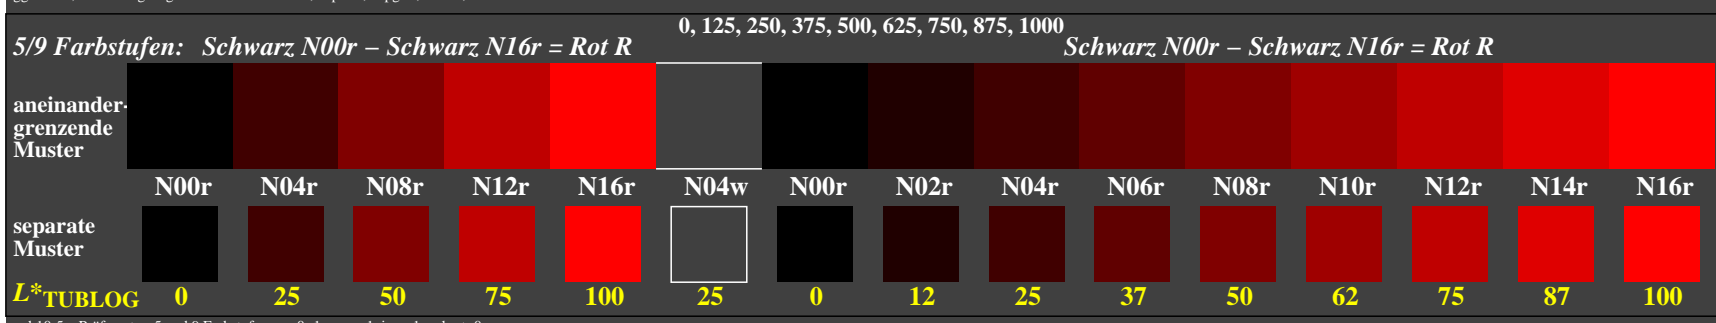 0, 125, 250, 375, 500, 625, 750, 875, 1000
5/9 Farbstufen: Schwarz N00r – Schwarz N16r = Rot R
Schwarz N00r – Schwarz N16r = Rot R
aneinander-
grenzende
Muster
N00r N04r N08r N12r N16r N04w N00r N02r N04r N06r N08r N10r N12r N14r N16r
separate
Muster
L*TUBLOG 0 25 50 75 100 25 0 12 25 37 50 62 75 87 100